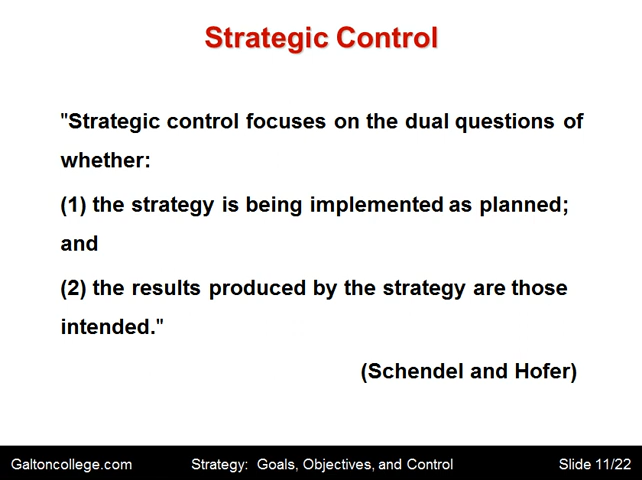 Strategic Control
"Strategic control focuses on the dual questions of
whether:
(1) the strategy is being implemented as planned;
and
(2) the results produced by the strategy are those
intended."
(Schendel and Hofer)
Galtoncollege.com Strategy: Goals, Objectives, and Control Slide 11/22